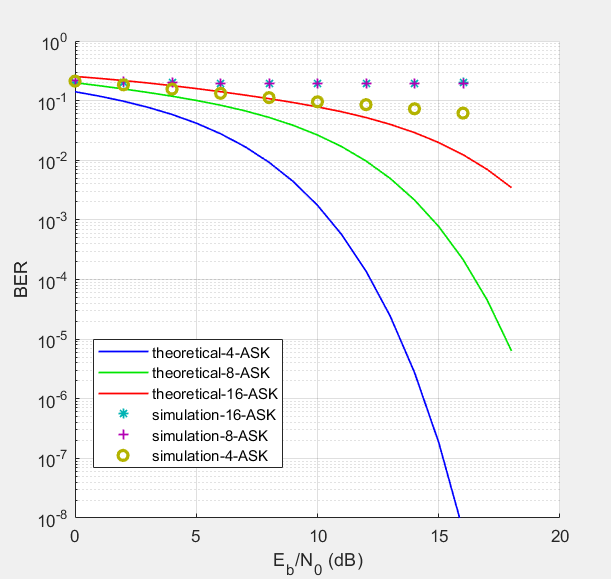 10^0
10^-1
10^-2
10^-3
10^-4
10^-5
10^-6
10^-7
10^-8
BER
theoretical-4-ASK
theoretical-8-ASK
theoretical-16-ASK
simulation-16-ASK
simulation-8-ASK
simulation-4-ASK
0 5 10 15 20
E_b/N_0 (dB)